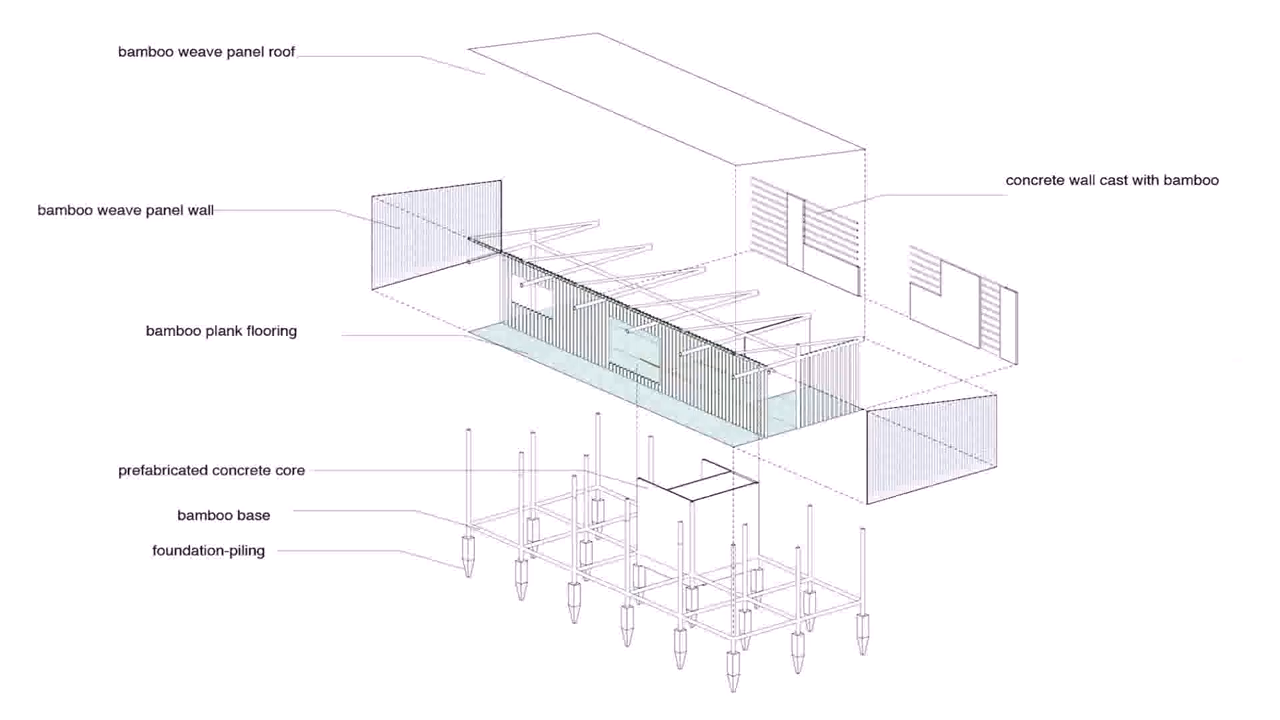 bamboo weave panel roof
concrete wall cast with bamboo
bamboo weave panel wall
bamboo plank flooring
prefabricated concrete core
bamboo base
foundation-piling